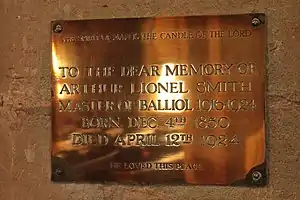 THE SPIRIT OF MAN IS THE CANDLE OF THE LORD
TO THE DEAR MEMORY OF
ARTHUR LIONEL SMITH
MASTER OF BALLIOL 1916-1924
BORN DEC. 4TH 1850
DIED APRIL 12TH 1924
HE LOVED THIS PLACE